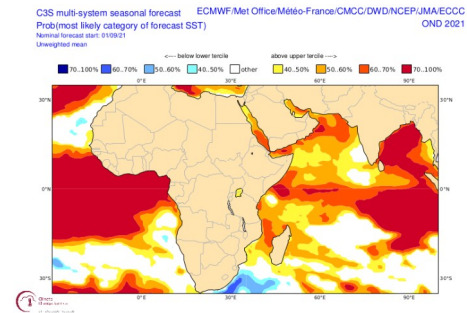 C3S multi-system seasonal forecast ECMWF/Met Office/Météo-France/CMCC/DWD/NCEP/JMA/ECCC
Prob(most likely category of forecast SST) OND 2021
Nominal forecast start: 01/09/21
Unweighted mean
<---- below lower tercile above upper tercile ---->
70..100% 60..70% 50..60% 40..50% other 40..50% 50..60% 60..70% 70..100%
0°E 30°E 60°E 90°E
30°N 30°N
0°N 0°N
30°S 30°S
0°E 30°E 60°E 90°E